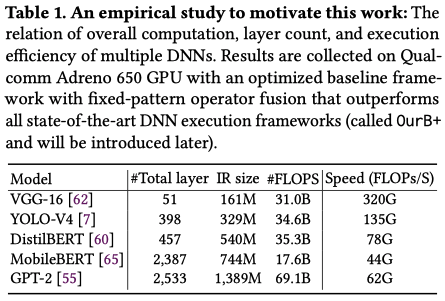 Table 1. An empirical study to motivate this work: The
relation of overall computation, layer count, and execution
efficiency of multiple DNNs. Results are collected on Qual-
comm Adreno 650 GPU with an optimized baseline frame-
work with fixed-pattern operator fusion that outperforms
all state-of-the-art DNN execution frameworks (called OurB+
and will be introduced later).
Model #Total layer IR size #FLOPS Speed (FLOPs/S)
VGG-16 [62] 51 161M 31.0B 320G
YOLO-V4 [7] 398 329M 34.6B 135G
DistilBERT [60] 457 540M 35.3B 78G
MobileBERT [65] 2,387 744M 17.6B 44G
GPT-2 [55] 2,533 1,389M 69.1B 62G